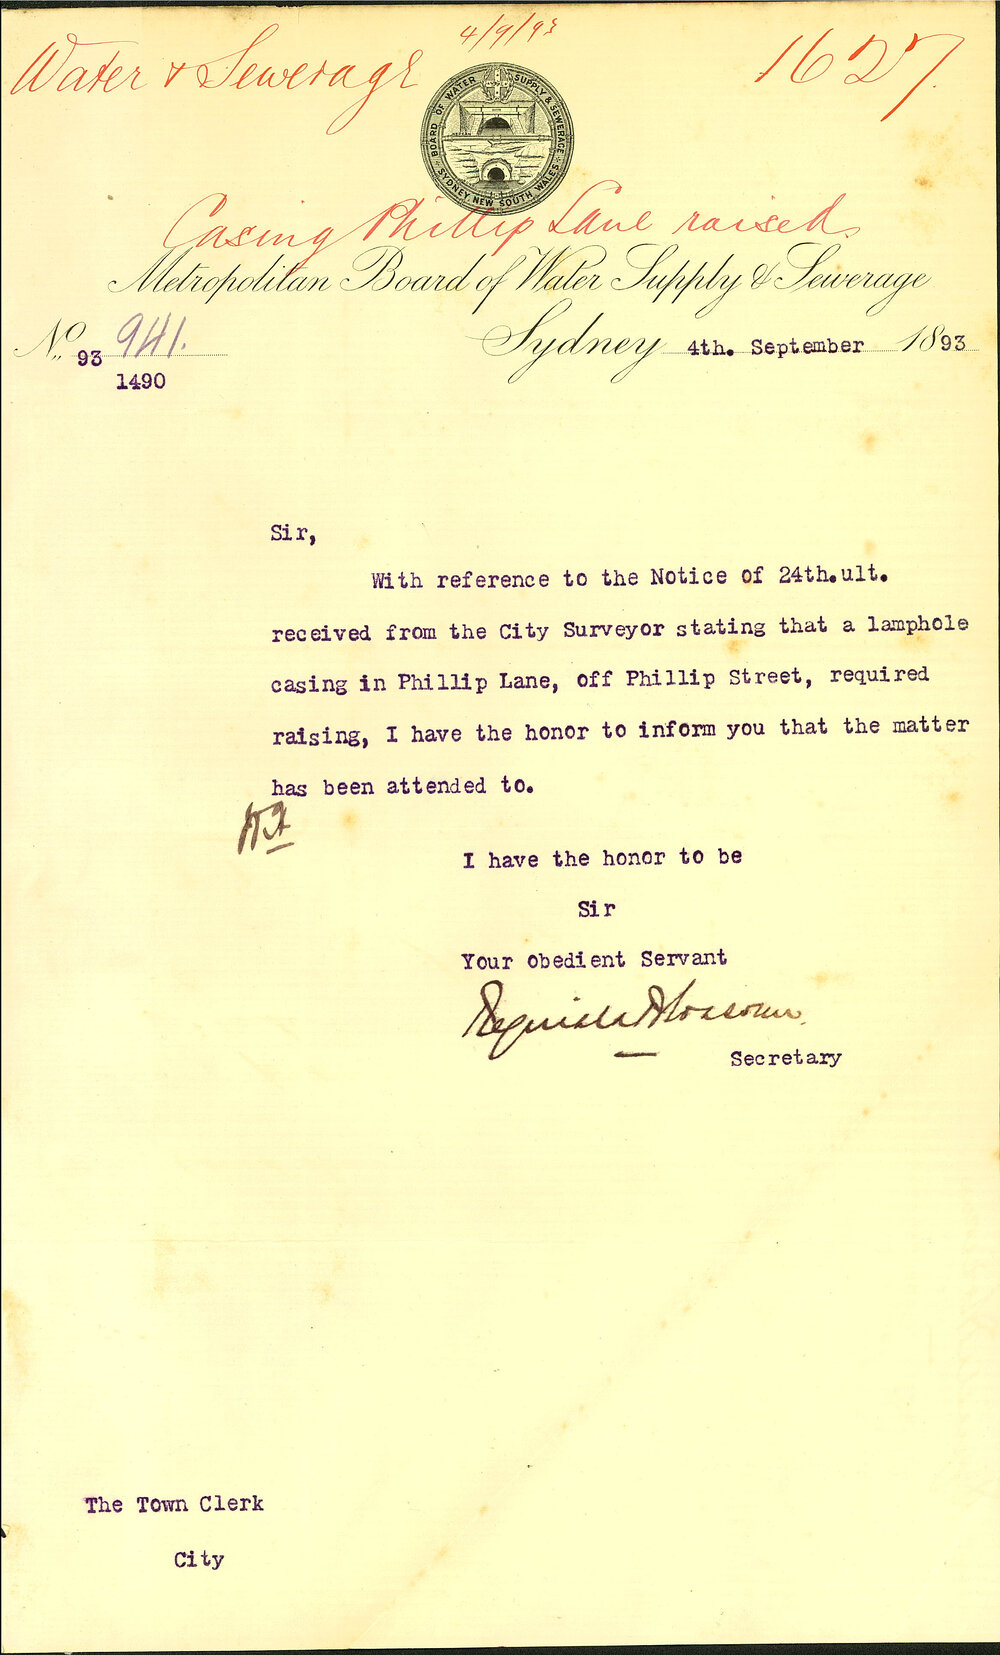 4/9/93
Water & Sewerage
1627.
BOARD OF WATER SUPPLY & SEWERAGE
SYDNEY, NEW SOUTH WALES
Casing Phillip Lane raised.
Metropolitan Board of Water Supply & Sewerage
No. 93 941.
1490
Sydney 4th. September 1893
Sir,
With reference to the Notice of 24th.ult.
received from the City Surveyor stating that a lamphole
casing in Phillip Lane, off Phillip Street, required
raising, I have the honor to inform you that the matter
has been attended to.
I have the honor to be
Sir
Your obedient Servant
Secretary
The Town Clerk
City